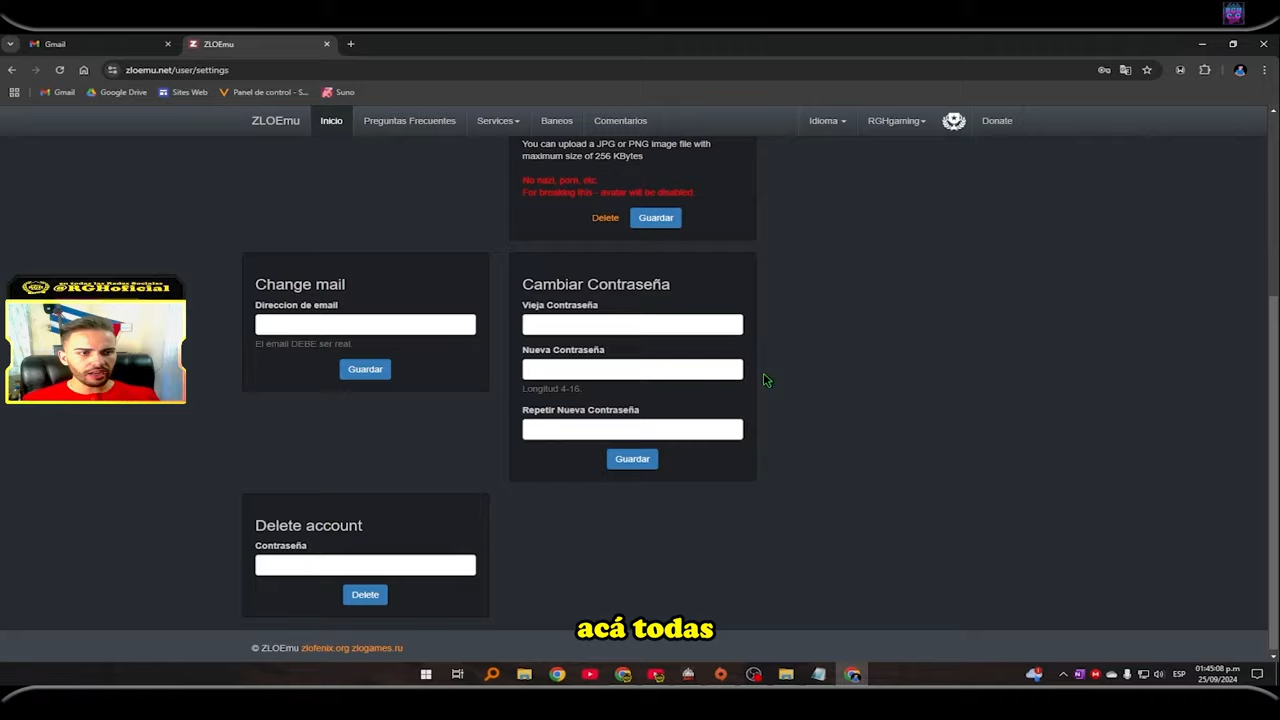 Gmail
ZLOEmu
zloemu.net/user/settings
Gmail
Google Drive
Sites Web
Panel de control - S...
Suno
ZLOEmu
Inicio
Preguntas Frecuentes
Services
Baneos
Comentarios
Idioma
RGHgaming
Donate
You can upload a JPG or PNG image file with
maximum size of 256 KBytes
No nazi, porn, etc.
For breaking this - avatar will be disabled.
Delete
Guardar
Change mail
Direccion de email
El email DEBE ser real.
Guardar
Cambiar Contraseña
Vieja Contraseña
Nueva Contraseña
Longitud 4-16.
Repetir Nueva Contraseña
Guardar
en todas las Redes Sociales
@RGHoficial
Delete account
Contraseña
Delete
acá todas
© ZLOEmu zlofenix.org zlogames.ru
ESP
01:45:08 p.m
25/09/2024